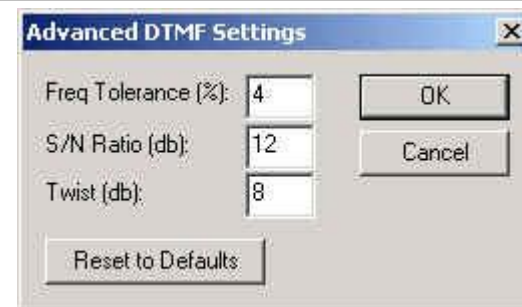 Advanced DTMF Settings
Freq Tolerance (%): 4
OK
S/N Ratio (db): 12
Cancel
Twist (db): 8
Reset to Defaults